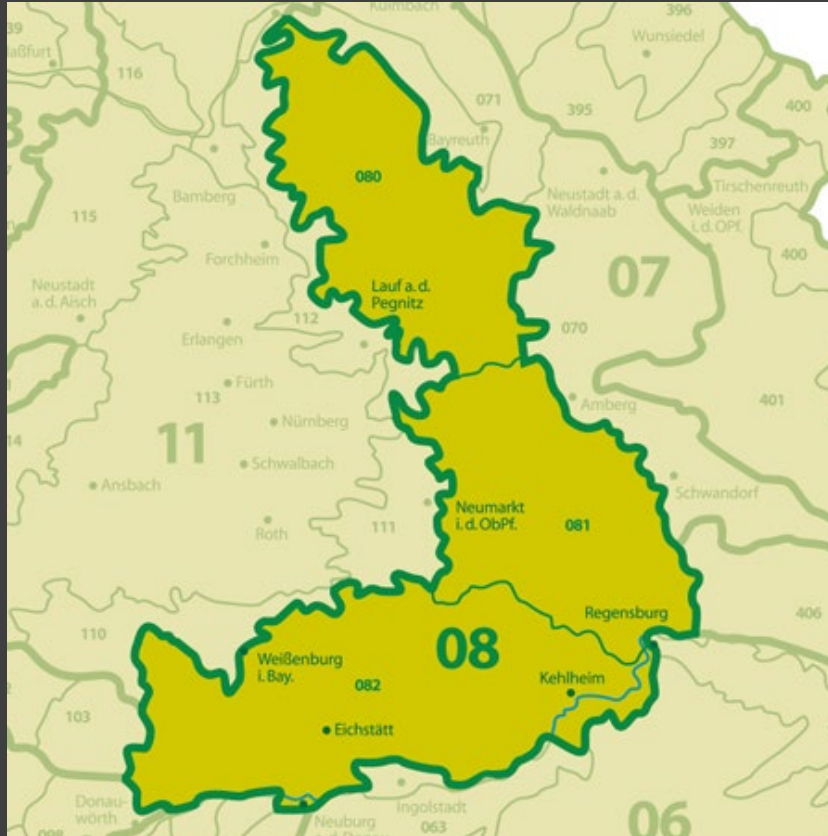 Kulmbach
396
39
Wunsiedel
116
071
395
400
397
Bayreuth
080
Bamberg
Neustadt a. d.
Waldnaab
Tirschenreuth
Weiden
i. d. OPf.
115
Forchheim
400
07
Neustadt
a. d. Aisch
Lauf a. d.
Pegnitz
112
070
Erlangen
Fürth
113
Amberg
401
Nürnberg
14
11
Schwalbach
Ansbach
Schwandorf
Neumarkt
i. d. ObPf.
111
081
Roth
Regensburg
406
110
08
Weißenburg
i. Bay.
082
Kehlheim
103
Eichstätt
Donau-
wörth
Ingolstadt
06
Neuburg
063